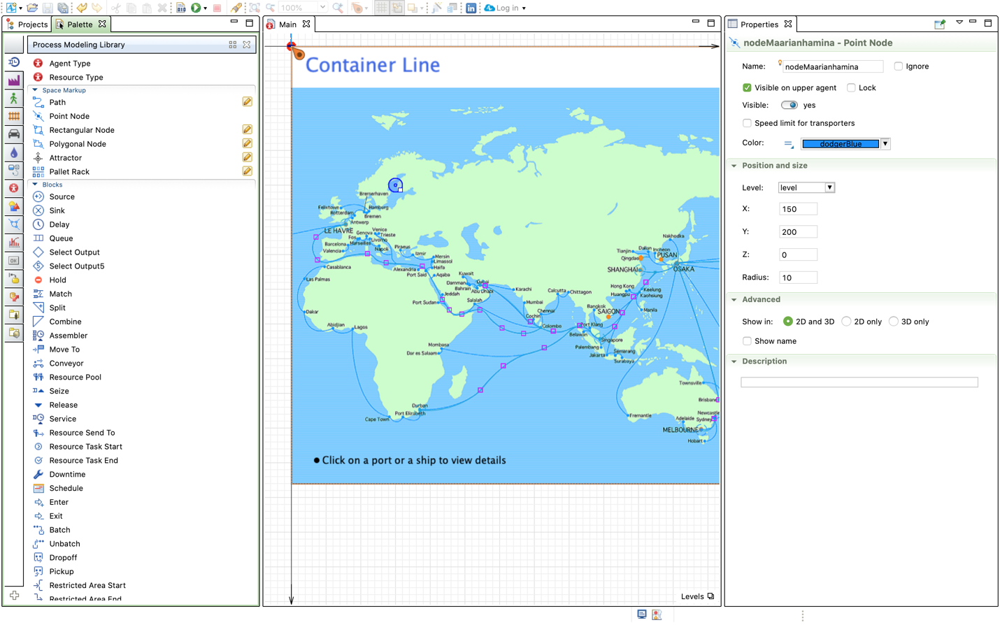 100%
Log in
Projects
Palette
Main
Properties
Process Modeling Library
Agent Type
Resource Type
Space Markup
Path
Point Node
Rectangular Node
Polygonal Node
Attractor
Pallet Rack
Blocks
Source
Sink
Delay
Queue
Select Output
Select Output5
Hold
Match
Split
Combine
Assembler
Move To
Conveyor
Resource Pool
Seize
Release
Service
Resource Send To
Resource Task Start
Resource Task End
Downtime
Schedule
Enter
Exit
Batch
Unbatch
Dropoff
Pickup
Restricted Area Start
Restricted Area End
OK
Container Line
Bremerhaven
Felixtown
Hamburg
Rotterdam
Bremen
Antwerp
LE HAVRE
Venice
Genova
Trieste
Fos
Livorno
Barcelona
Marseilles
Valencia
Napoli
Piraeus
Izmir
Mersin
Limassol
Haifa
Casablanca
Alexandria
Port Said
Aqaba
Las Palmas
Kuwait
Damman
Dubai
Bahrain
Abu Dhabi
Jeddah
Port Sudan
Salalah
Karachi
Mumbai
Calcutta
Chittagon
Chennai
Cochin
Colombo
Dakar
Abidjan
Lagos
Mombasa
Dar es Salaam
Durban
Port Elizabeth
Cape Town
Nakhodka
Tianjin
Dalian
Incheon
Qingdao
PUSAN
SHANGHAI
OSAKA
Hong Kong
Keelung
Huangpu
Kaohsiung
Bangkok
Manila
SAIGON
Port Klang
Belawan
Singapore
Palembang
Jakarta
Semarang
Surabaya
Townsville
Brisbane
Newcastle
Fremantle
Adelaide
Sydney
MELBOURNE
Hobart
Click on a port or a ship to view details
Levels
nodeMaarianhamina - Point Node
Name:
nodeMaarianhamina
Ignore
Visible on upper agent
Lock
Visible:
yes
Speed limit for transporters
Color:
dodgerBlue
Position and size
Level:
level
X:
150
Y:
200
Z:
0
Radius:
10
Advanced
Show in:
2D and 3D
2D only
3D only
Show name
Description